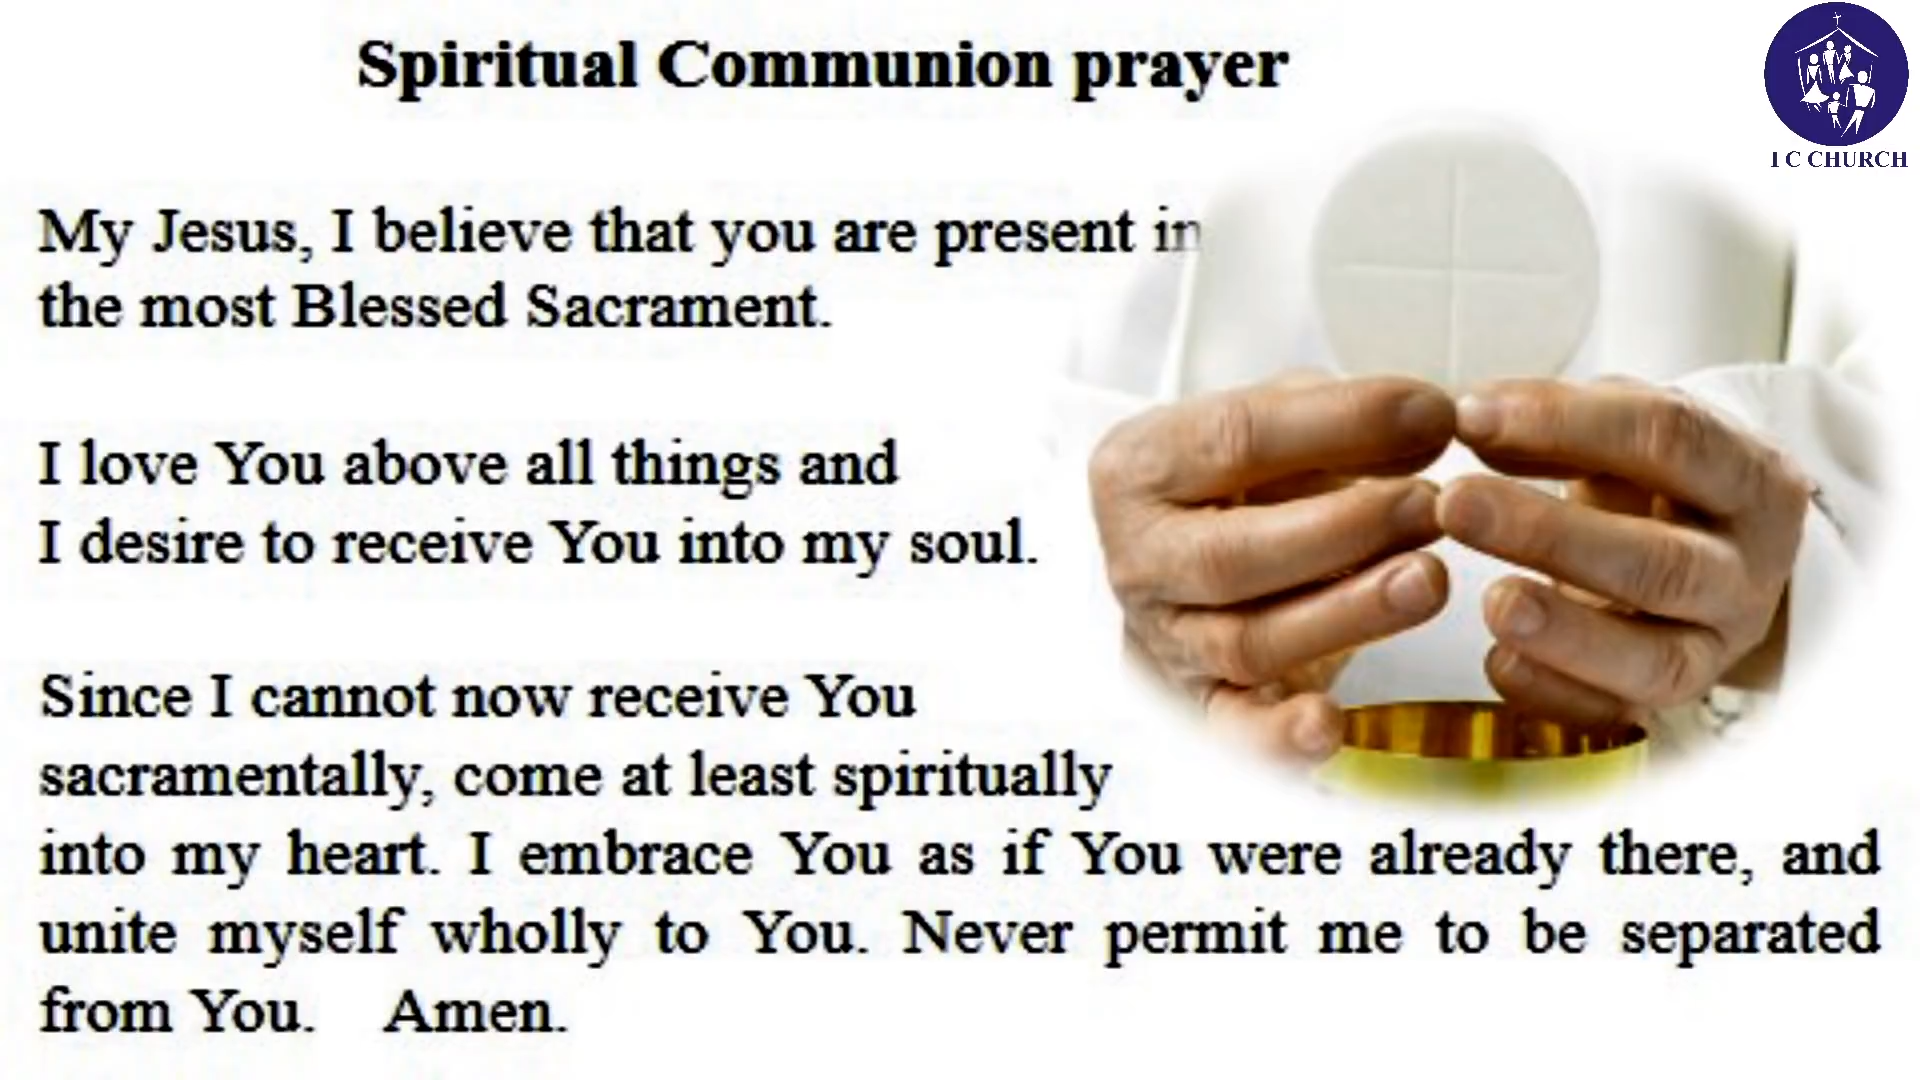 Spiritual Communion prayer
I C CHURCH
My Jesus, I believe that you are present in
the most Blessed Sacrament.
I love You above all things and
I desire to receive You into my soul.
Since I cannot now receive You
sacramentally, come at least spiritually
into my heart. I embrace You as if You were already there, and
unite myself wholly to You. Never permit me to be separated
from You. Amen.